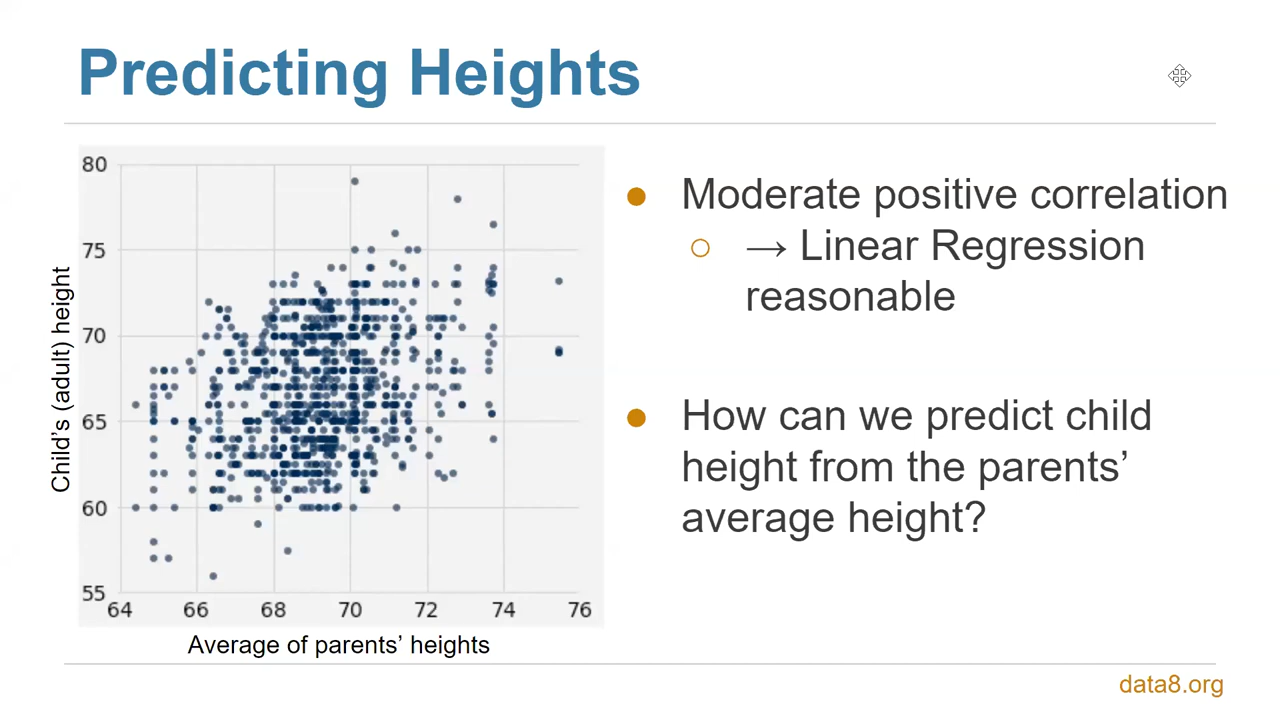 Predicting Heights
80
75
70
65
60
55
64 66 68 70 72 74 76
Child's (adult) height
Average of parents’ heights
● Moderate positive correlation
○ → Linear Regression
reasonable
● How can we predict child
height from the parents’
average height?
data8.org